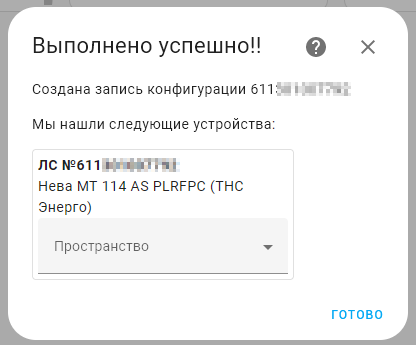 Выполнено успешно!!
Создана запись конфигурации 611
Мы нашли следующие устройства:
ЛС №611
Нева МТ 114 AS PLRFPC (ТНС
Энерго)
Пространство
ГОТОВО